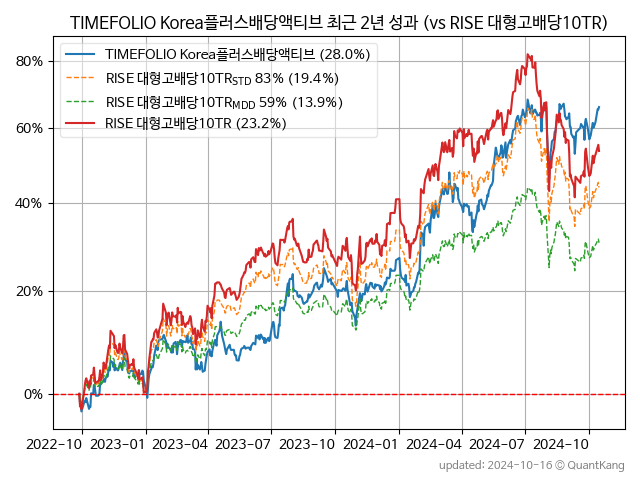 TIMEFOLIO Korea플러스배당액티브 최근 2년 성과 (vs RISE 대형고배당10TR)
TIMEFOLIO Korea플러스배당액티브 (28.0%)
RISE 대형고배당10TR_STD 83% (19.4%)
RISE 대형고배당10TR_MDD 59% (13.9%)
RISE 대형고배당10TR (23.2%)
80%
60%
40%
20%
0%
2022-10 2023-01 2023-04 2023-07 2023-10 2024-01 2024-04 2024-07 2024-10
updated: 2024-10-16 © QuantKang